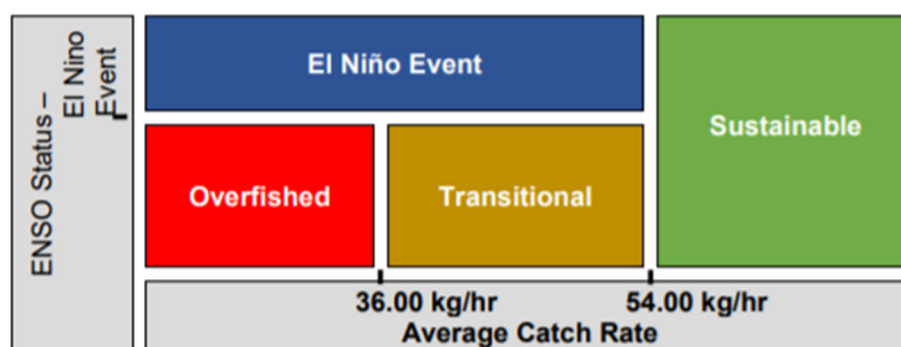 ENSO Status –
El Nino
Event
El Niño Event
Sustainable
Overfished
Transitional
36.00 kg/hr
54.00 kg/hr
Average Catch Rate